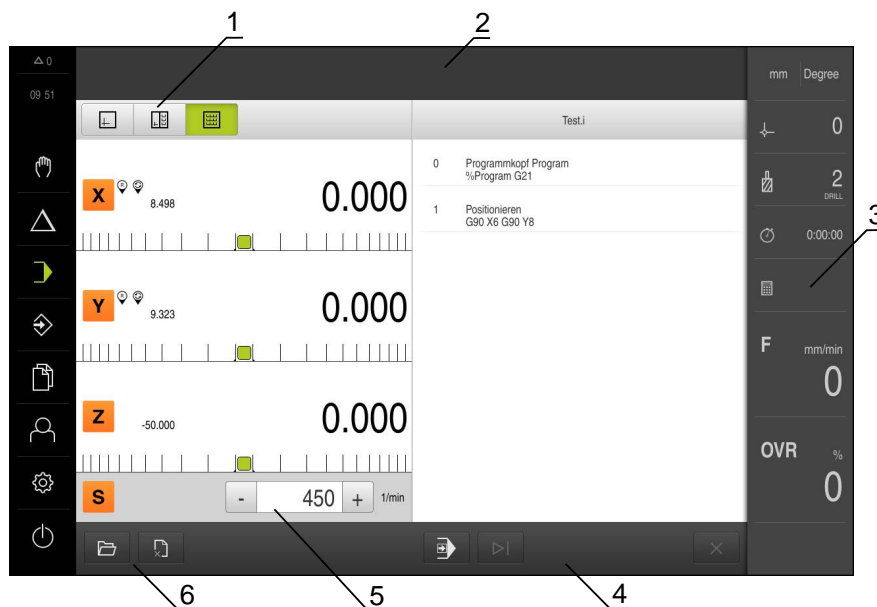 1
2
0
09 51
mm Degree
Test.i
0
0 Programmkopf Program
%Program G21
X
8.498
0.000
2
DRILL
1 Positionieren
G90 X6 G90 Y8
3
0:00:00
Y
9.323
0.000
F
mm/min
0
Z
-50.000
0.000
OVR
%
0
S
- 450 + 1/min
6
5
4